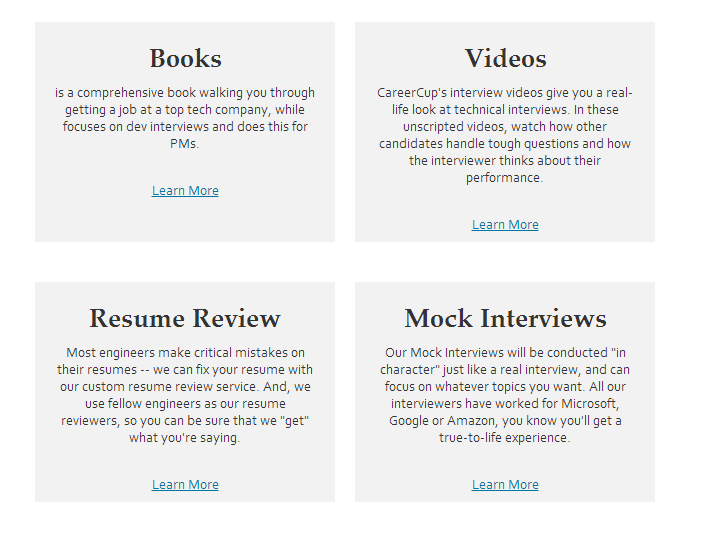 Books
is a comprehensive book walking you through
getting a job at a top tech company, while
focuses on dev interviews and does this for
PMs.
Learn More
Videos
CareerCup's interview videos give you a real-
life look at technical interviews. In these
unscripted videos, watch how other
candidates handle tough questions and how
the interviewer thinks about their
performance.
Learn More
Resume Review
Most engineers make critical mistakes on
their resumes -- we can fix your resume with
our custom resume review service. And, we
use fellow engineers as our resume
reviewers, so you can be sure that we "get"
what you're saying.
Learn More
Mock Interviews
Our Mock Interviews will be conducted "in
character" just like a real interview, and can
focus on whatever topics you want. All our
interviewers have worked for Microsoft,
Google or Amazon, you know you'll get a
true-to-life experience.
Learn More